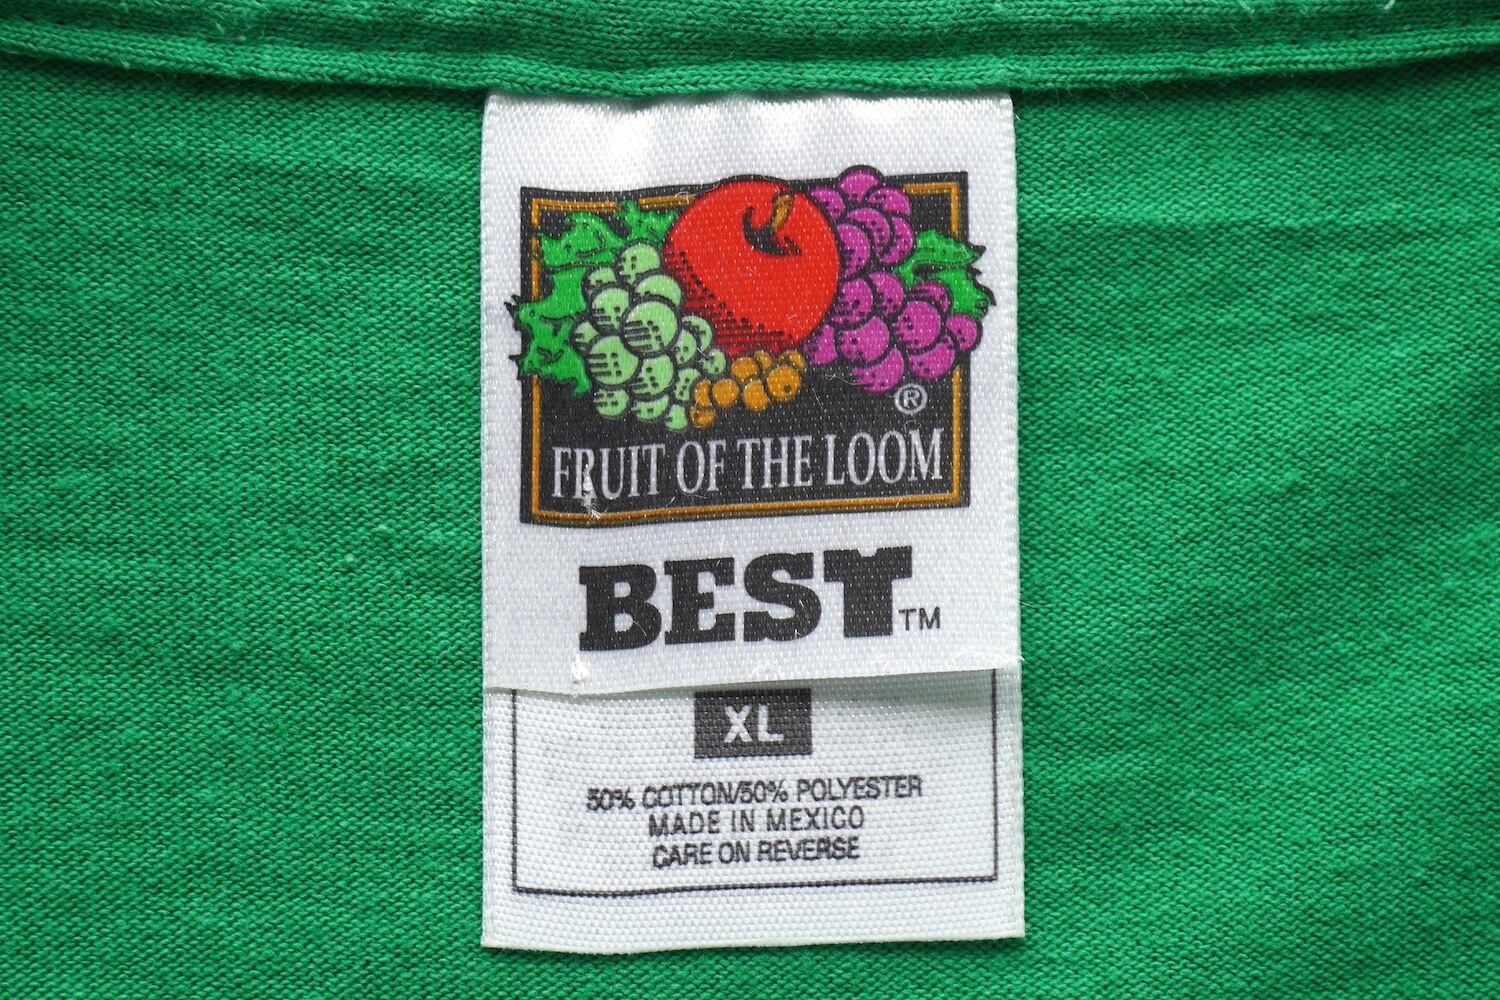 ®
FRUIT OF THE LOOM
BEST™
XL
50% COTTON/50% POLYESTER
MADE IN MEXICO
CARE ON REVERSE